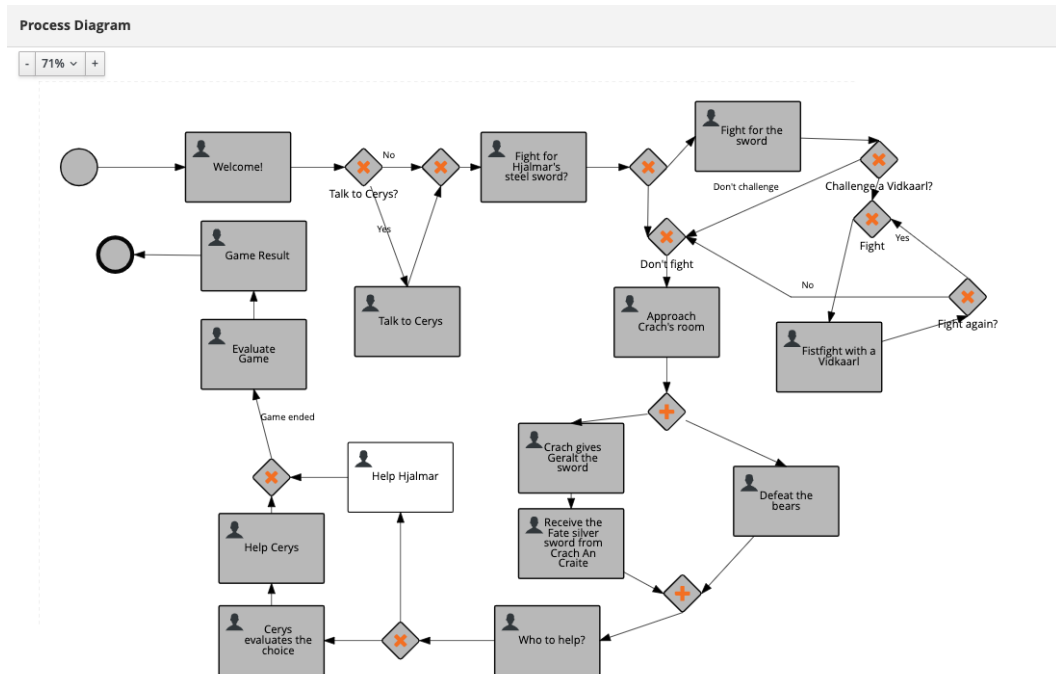 Process Diagram
- 71% +
Welcome!
No
Talk to Cerys?
Yes
Talk to Cerys
Fight for
Hjalmar's
steel sword?
Fight for the
sword
Don't challenge
Challenge a Vidkaarl?
Fight
Yes
Don't fight
No
Fight again?
Fistfight with a
Vidkaarl
Approach
Crach's room
Game Result
Evaluate
Game
Game ended
Help Hjalmar
Help Cerys
Cerys
evaluates the
choice
Crach gives
Geralt the
sword
Receive the
Fate silver
sword from
Crach An
Craite
Defeat the
bears
Who to help?